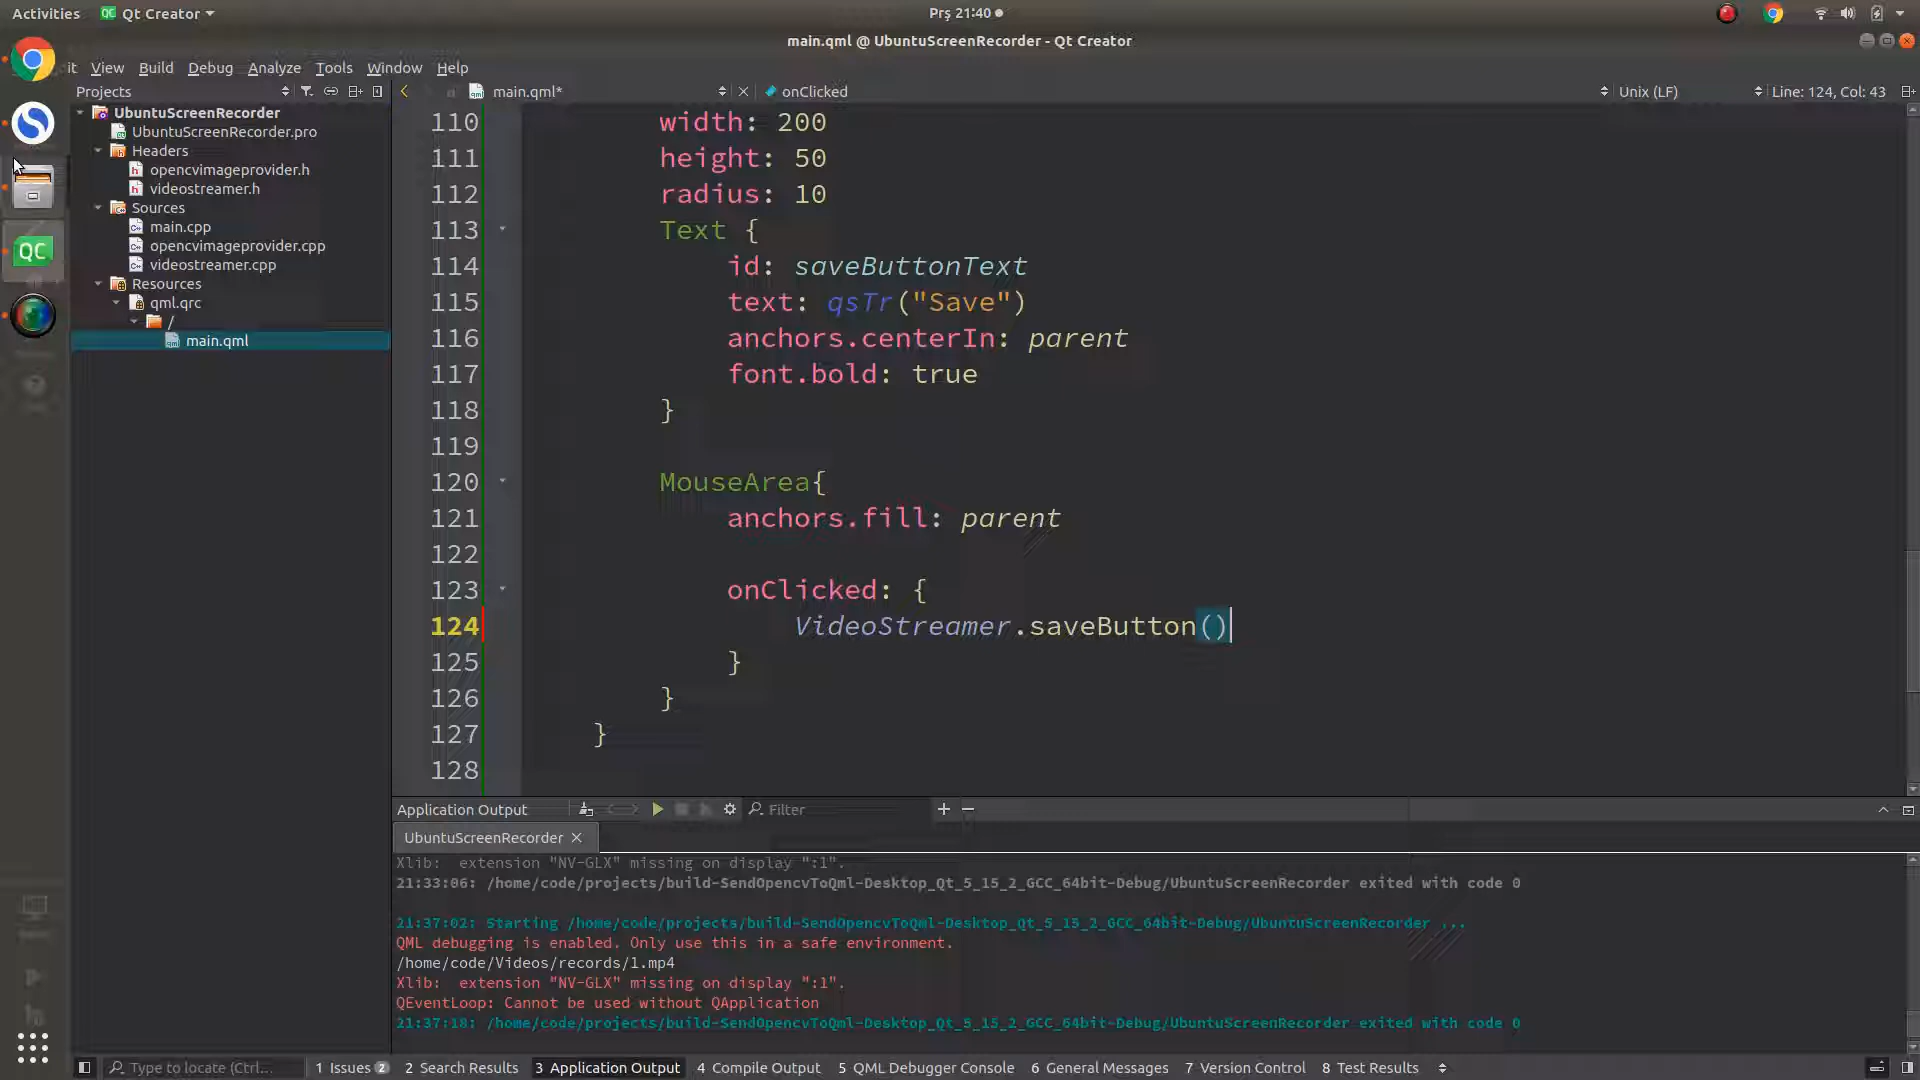 Activities Qt Creator Prş 21:40
main.qml @ UbuntuScreenRecorder - Qt Creator
it View Build Debug Analyze Tools Window Help
Projects main.qml* onClicked Unix (LF) Line: 124, Col: 43
UbuntuScreenRecorder
UbuntuScreenRecorder.pro
Headers
opencvimageprovider.h
videostreamer.h
Sources
main.cpp
opencvimageprovider.cpp
videostreamer.cpp
Resources
qml.qrc
/
main.qml
110 width: 200
111 height: 50
112 radius: 10
113 Text {
114 id: saveButtonText
115 text: qsTr("Save")
116 anchors.centerIn: parent
117 font.bold: true
118 }
119
120 MouseArea{
121 anchors.fill: parent
122
123 onClicked: {
124 VideoStreamer.saveButton()
125 }
126 }
127 }
128
Application Output Filter
UbuntuScreenRecorder
Xlib: extension "NV-GLX" missing on display ":1".
21:33:06: /home/code/projects/build-SendOpencvToQml-Desktop_Qt_5_15_2_GCC_64bit-Debug/UbuntuScreenRecorder exited with code 0
21:37:02: Starting /home/code/projects/build-SendOpencvToQml-Desktop_Qt_5_15_2_GCC_64bit-Debug/UbuntuScreenRecorder ...
QML debugging is enabled. Only use this in a safe environment.
/home/code/Videos/records/1.mp4
Xlib: extension "NV-GLX" missing on display ":1".
QEventLoop: Cannot be used without QApplication
21:37:18: /home/code/projects/build-SendOpencvToQml-Desktop_Qt_5_15_2_GCC_64bit-Debug/UbuntuScreenRecorder exited with code 0
Type to locate (Ctrl... 1 Issues 2 2 Search Results 3 Application Output 4 Compile Output 5 QML Debugger Console 6 General Messages 7 Version Control 8 Test Results